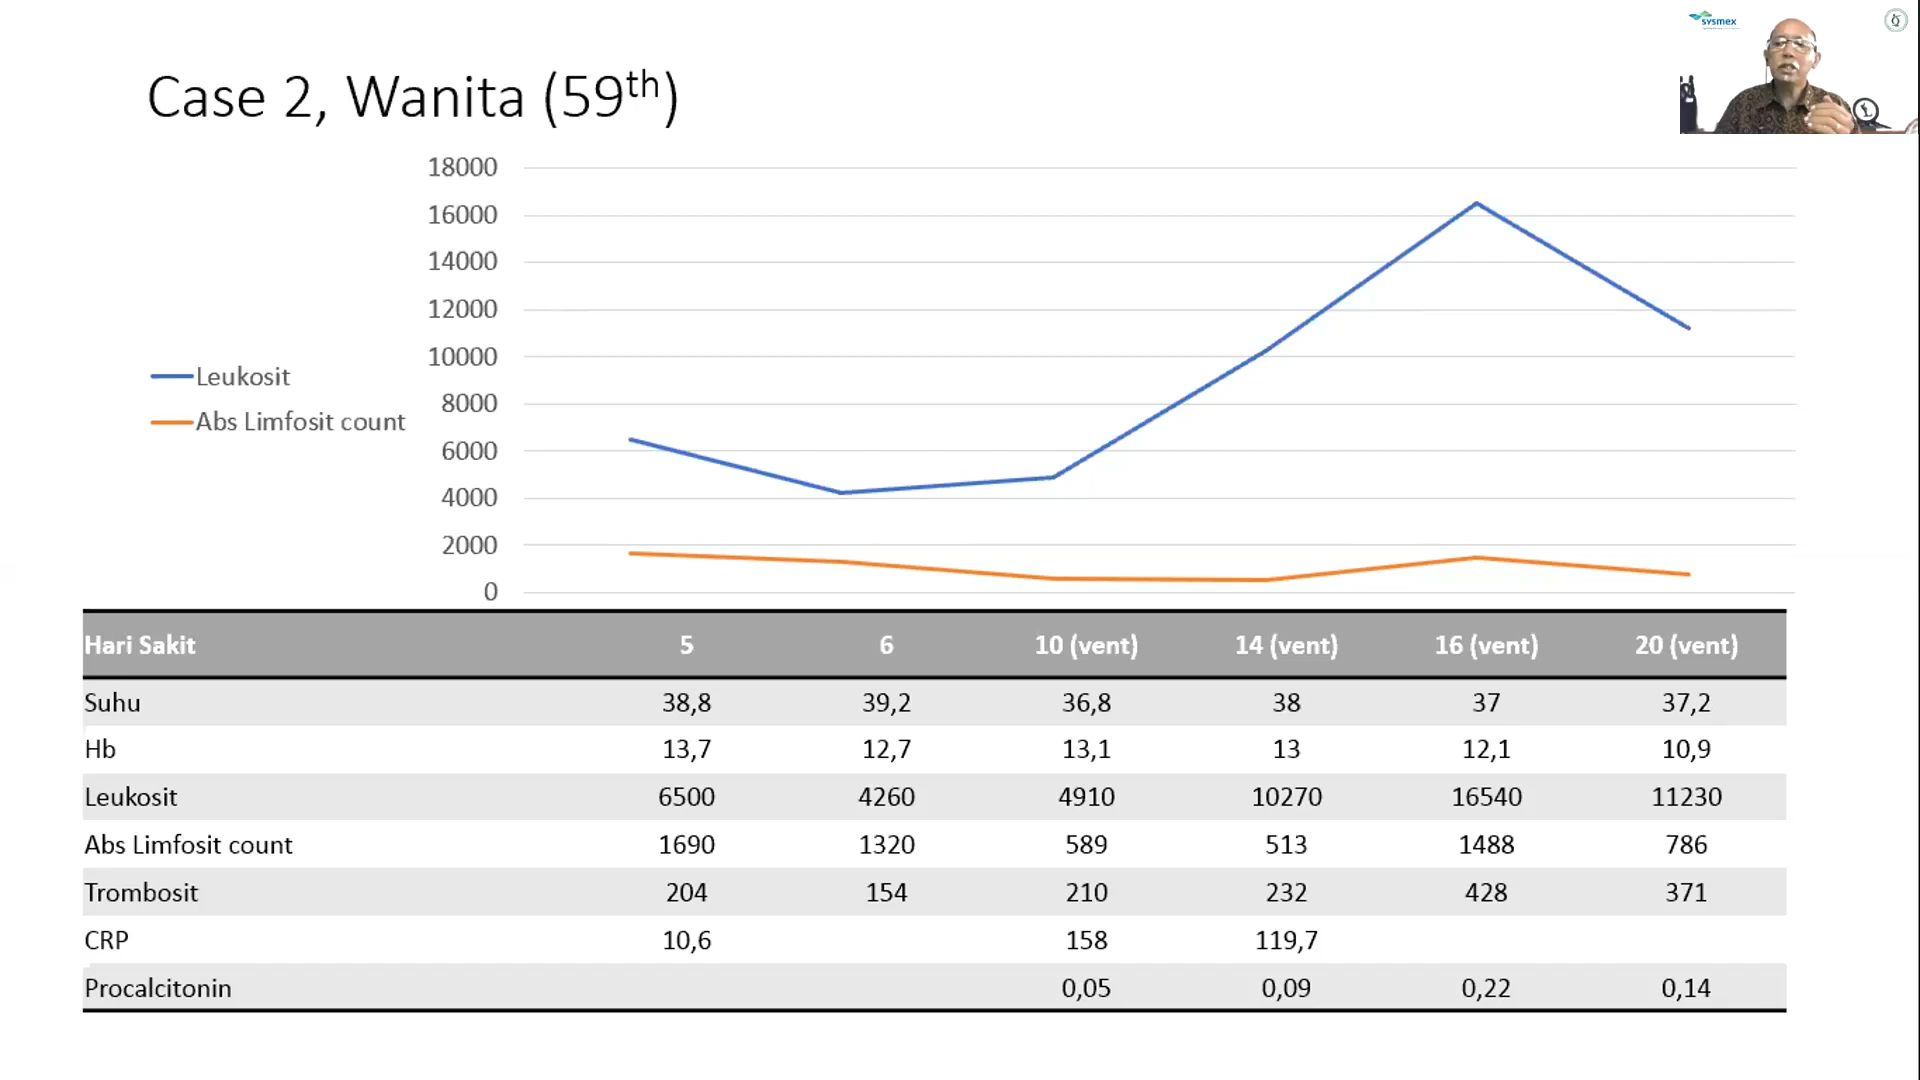 sysmex
Case 2, Wanita (59th)
18000
16000
14000
12000
10000
8000
6000
4000
2000
0
Leukosit
Abs Limfosit count
Hari Sakit 5 6 10 (vent) 14 (vent) 16 (vent) 20 (vent)
Suhu 38,8 39,2 36,8 38 37 37,2
Hb 13,7 12,7 13,1 13 12,1 10,9
Leukosit 6500 4260 4910 10270 16540 11230
Abs Limfosit count 1690 1320 589 513 1488 786
Trombosit 204 154 210 232 428 371
CRP 10,6 158 119,7
Procalcitonin 0,05 0,09 0,22 0,14